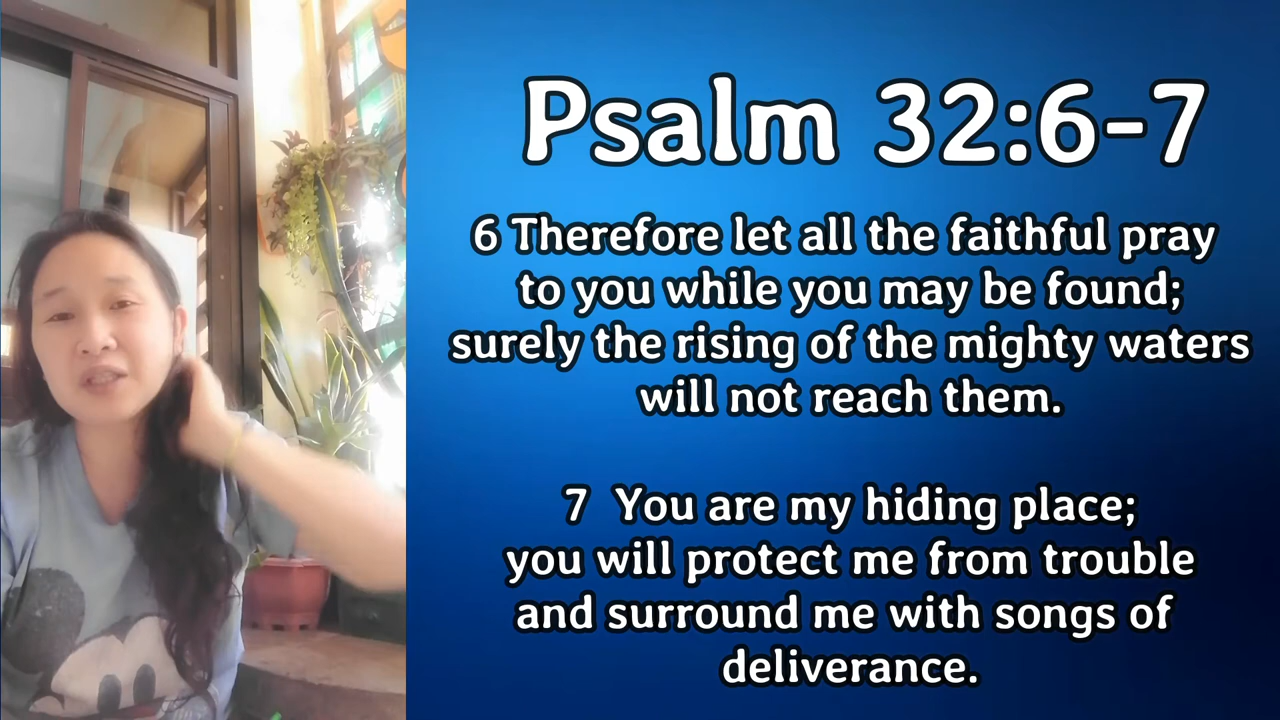 Psalm 32:6-7
6 Therefore let all the faithful pray
to you while you may be found;
surely the rising of the mighty waters
will not reach them.
7 You are my hiding place;
you will protect me from trouble
and surround me with songs of
deliverance.